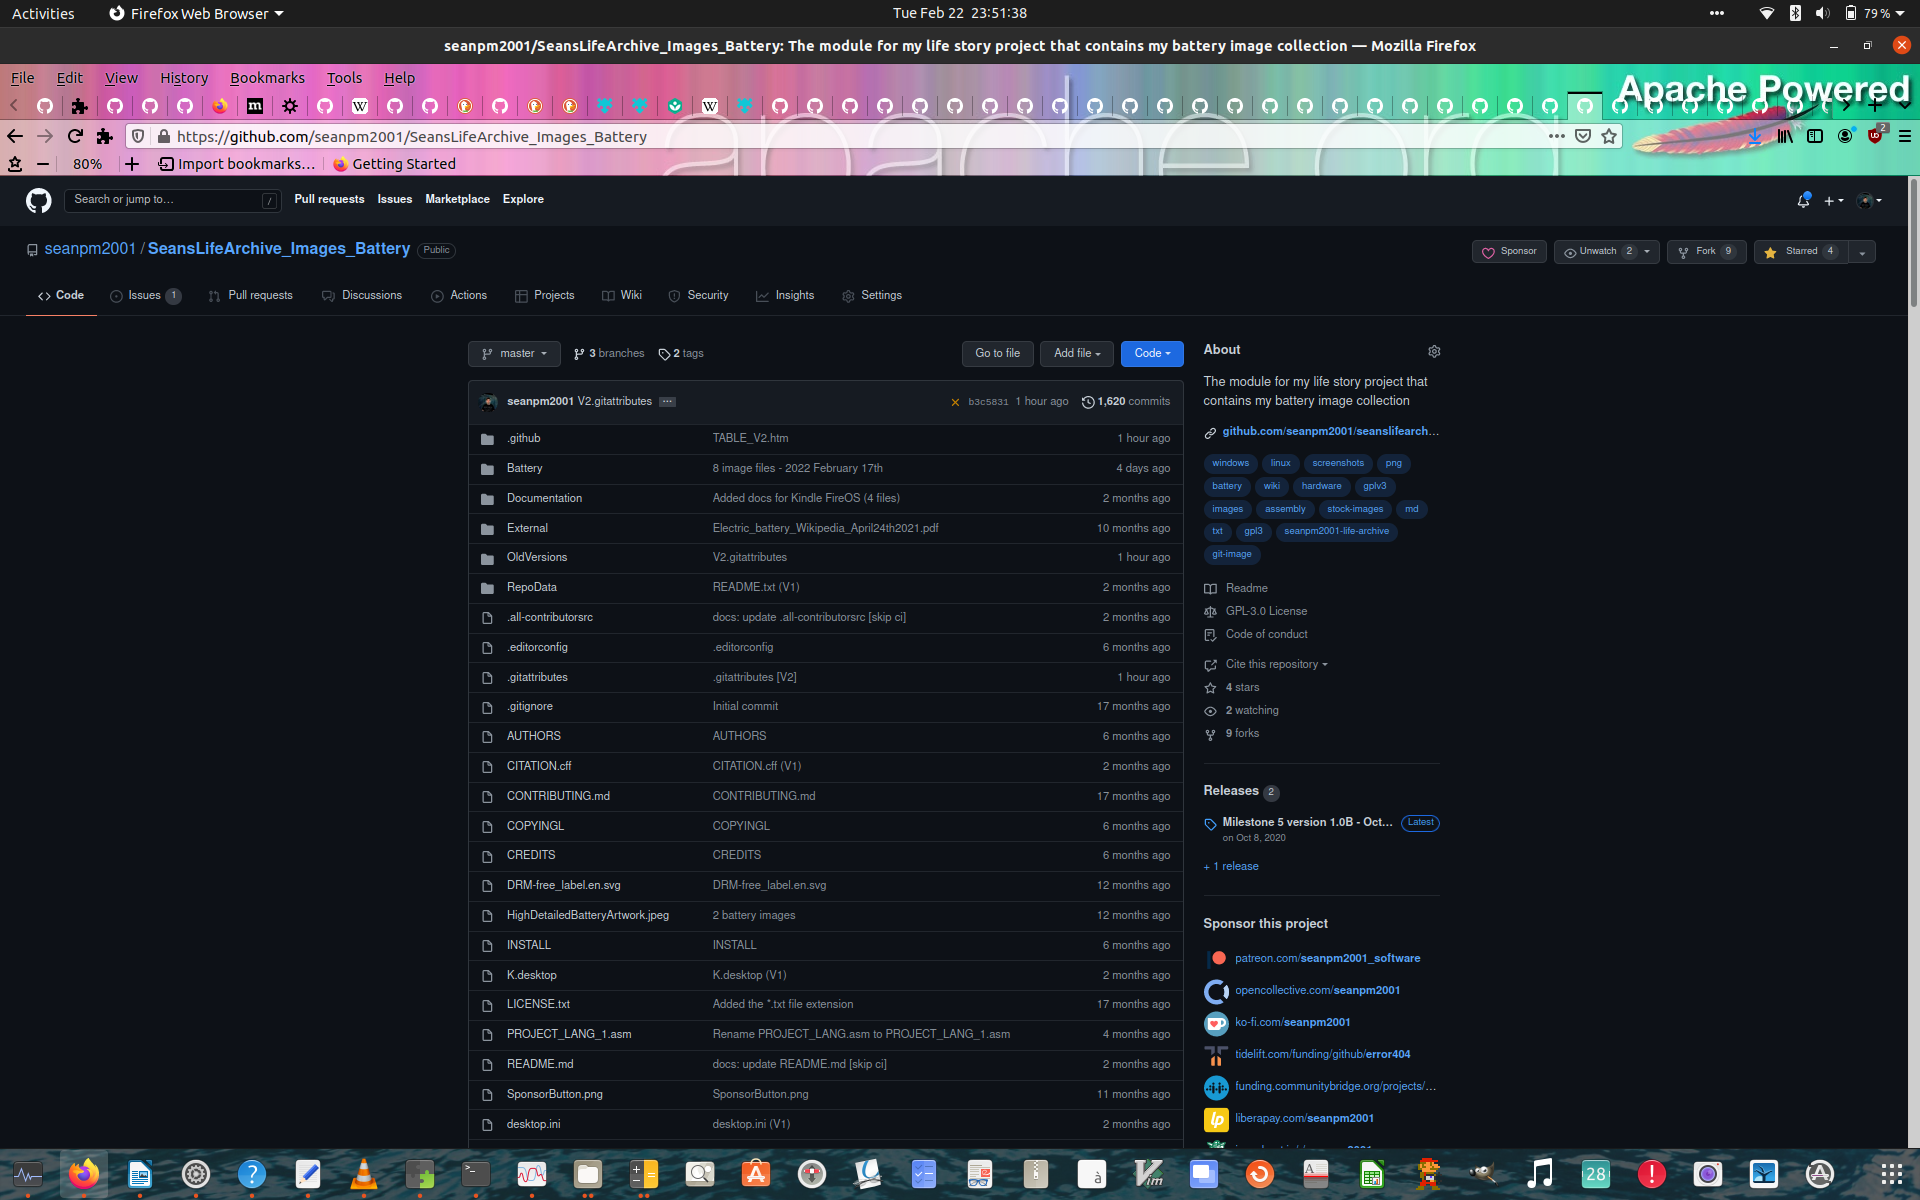 Activities Firefox Web Browser Tue Feb 22 23:51:38 79 %
seanpm2001/SeansLifeArchive_Images_Battery: The module for my life story project that contains my battery image collection — Mozilla Firefox
File Edit View History Bookmarks Tools Help
Apache Powered
https://github.com/seanpm2001/SeansLifeArchive_Images_Battery 2
80% Import bookmarks... Getting Started
Search or jump to... / Pull requests Issues Marketplace Explore
seanpm2001 / SeansLifeArchive_Images_Battery Public Sponsor Unwatch 2 Fork 9 Starred 4
Code Issues 1 Pull requests Discussions Actions Projects Wiki Security Insights Settings
master 3 branches 2 tags Go to file Add file Code
seanpm2001 V2.gitattributes ... b3c5831 1 hour ago 1,620 commits
.github TABLE_V2.htm 1 hour ago
Battery 8 image files - 2022 February 17th 4 days ago
Documentation Added docs for Kindle FireOS (4 files) 2 months ago
External Electric_battery_Wikipedia_April24th2021.pdf 10 months ago
OldVersions V2.gitattributes 1 hour ago
RepoData README.txt (V1) 2 months ago
.all-contributorsrc docs: update .all-contributorsrc [skip ci] 2 months ago
.editorconfig .editorconfig 6 months ago
.gitattributes .gitattributes [V2] 1 hour ago
.gitignore Initial commit 17 months ago
AUTHORS AUTHORS 6 months ago
CITATION.cff CITATION.cff (V1) 2 months ago
CONTRIBUTING.md CONTRIBUTING.md 17 months ago
COPYINGL COPYINGL 6 months ago
CREDITS CREDITS 6 months ago
DRM-free_label.en.svg DRM-free_label.en.svg 12 months ago
HighDetailedBatteryArtwork.jpeg 2 battery images 12 months ago
INSTALL INSTALL 6 months ago
K.desktop K.desktop (V1) 2 months ago
LICENSE.txt Added the *.txt file extension 17 months ago
PROJECT_LANG_1.asm Rename PROJECT_LANG.asm to PROJECT_LANG_1.asm 4 months ago
README.md docs: update README.md [skip ci] 2 months ago
SponsorButton.png SponsorButton.png 11 months ago
desktop.ini desktop.ini (V1) 2 months ago
About
The module for my life story project that
contains my battery image collection
github.com/seanpm2001/seanslifearch...
windows linux screenshots png
battery wiki hardware gplv3
images assembly stock-images md
txt gpl3 seanpm2001-life-archive
git-image
Readme
GPL-3.0 License
Code of conduct
Cite this repository
4 stars
2 watching
9 forks
Releases 2
Milestone 5 version 1.0B - Oct... Latest
on Oct 8, 2020
+ 1 release
Sponsor this project
patreon.com/seanpm2001_software
opencollective.com/seanpm2001
ko-fi.com/seanpm2001
tidelift.com/funding/github/error404
funding.communitybridge.org/projects/...
liberapay.com/seanpm2001
28